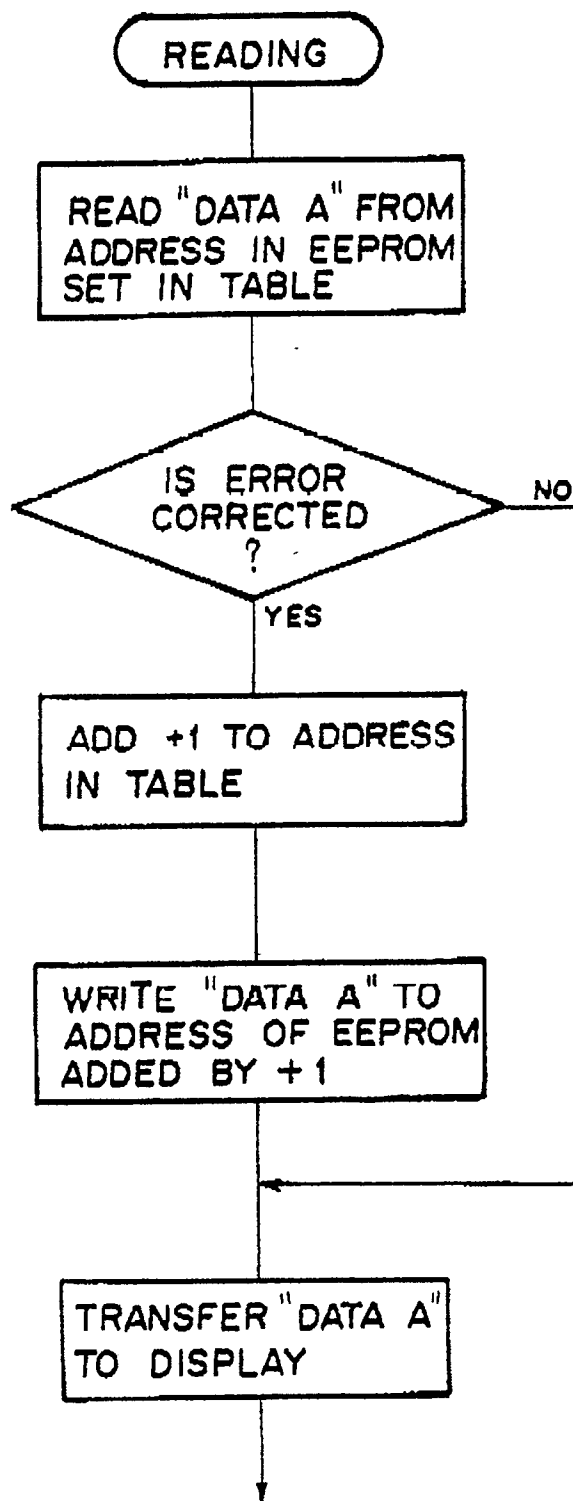 READING
READ "DATA A" FROM
ADDRESS IN EEPROM
SET IN TABLE
IS ERROR
CORRECTED
?
NO
YES
ADD +1 TO ADDRESS
IN TABLE
WRITE "DATA A" TO
ADDRESS OF EEPROM
ADDED BY +1
TRANSFER "DATA A"
TO DISPLAY